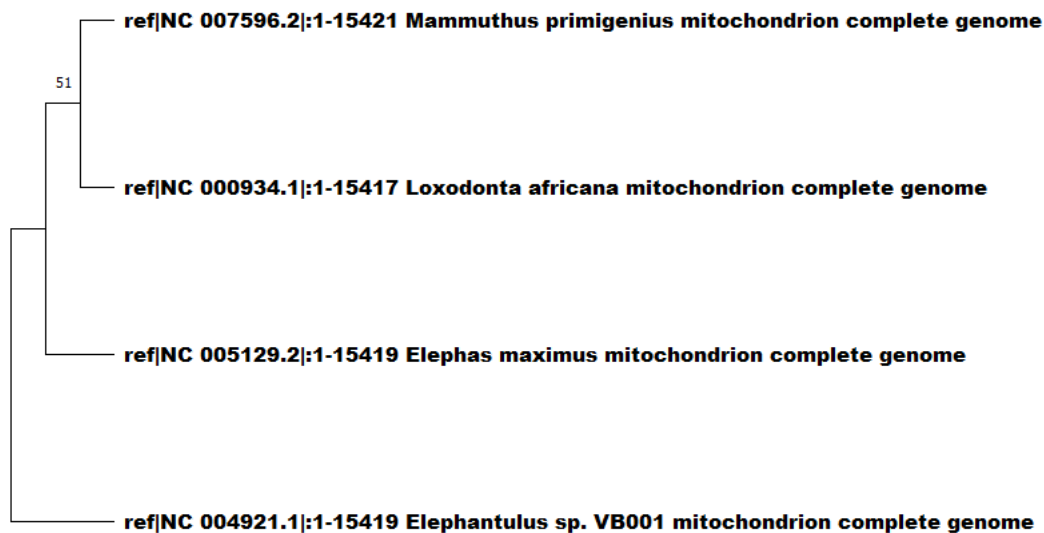 ref|NC 007596.2|:1-15421 Mammuthus primigenius mitochondrion complete genome
51
ref|NC 000934.1|:1-15417 Loxodonta africana mitochondrion complete genome
ref|NC 005129.2|:1-15419 Elephas maximus mitochondrion complete genome
ref|NC 004921.1|:1-15419 Elephantulus sp. VB001 mitochondrion complete genome